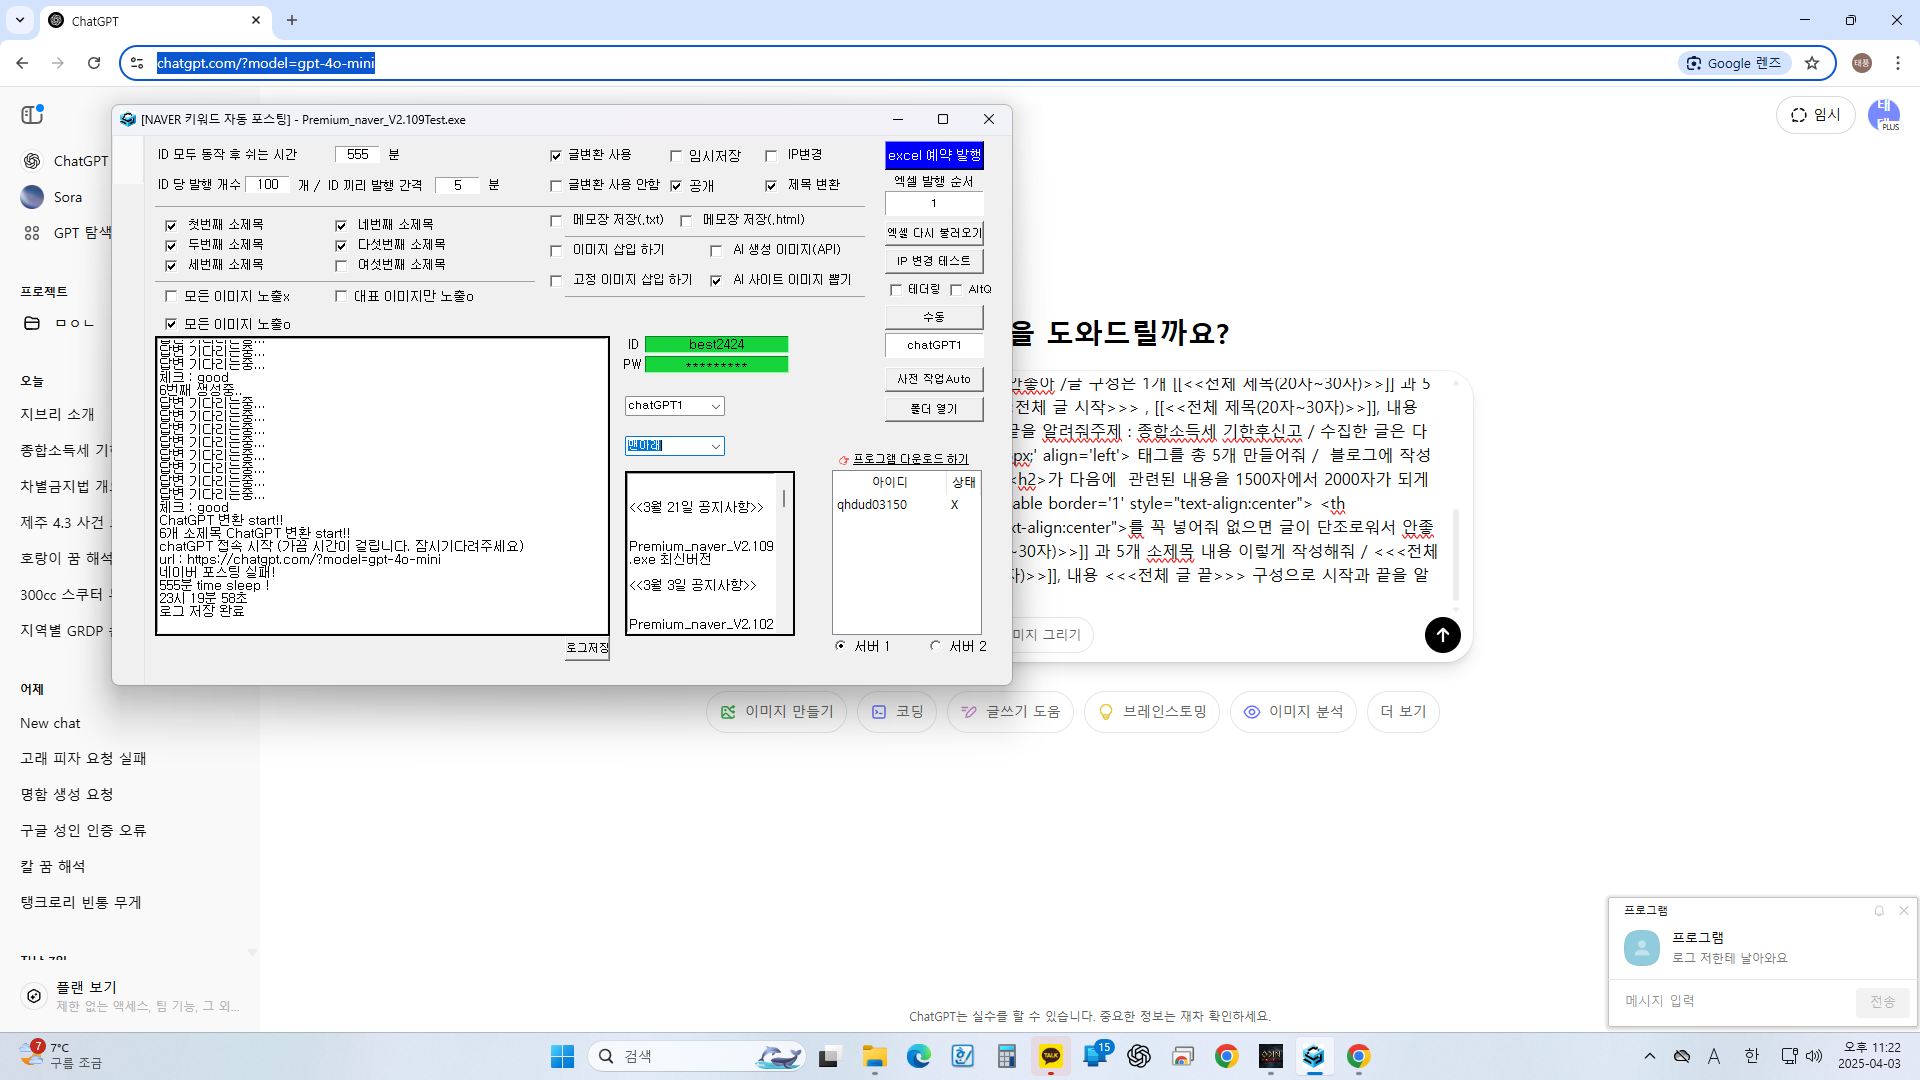 ChatGPT
chatgpt.com/?model=gpt-4o-mini
Google 렌즈
태풍
ChatGPT
Sora
GPT 탐색
프로젝트
ㅁㅇㄴ
오늘
지브리 소개
종합소득세 기한
차별금지법 개
제주 4.3 사건
호랑이 꿈 해석
300cc 스쿠터
지역별 GRDP
어제
New chat
고래 피자 요청 실패
명함 생성 요청
구글 성인 인증 오류
칼 꿈 해석
탱크로리 빈통 무게
지난 7일
플랜 보기
제한 없는 액세스, 팀 기능, 그 외...
[NAVER 키워드 자동 포스팅] - Premium_naver_V2.109Test.exe
ID 모두 동작 후 쉬는 시간 555 분
ID 당 발행 개수 100 개 / ID 끼리 발행 간격 5 분
글변환 사용 임시저장 IP변경
글변환 사용 안함 공개 제목 변환
첫번째 소제목 네번째 소제목
두번째 소제목 다섯번째 소제목
세번째 소제목 여섯번째 소제목
메모장 저장(.txt) 메모장 저장(.html)
이미지 삽입 하기 AI 생성 이미지(API)
고정 이미지 삽입 하기 AI 사이트 이미지 뽑기
모든 이미지 노출x 대표 이미지만 노출o
모든 이미지 노출o
답변 기다리는중...
답변 기다리는중...
답변 기다리는중...
체크 : good
6번째 생성중..
답변 기다리는중...
답변 기다리는중...
답변 기다리는중...
답변 기다리는중...
답변 기다리는중...
답변 기다리는중...
답변 기다리는중...
답변 기다리는중...
체크 : good
ChatGPT 변환 start!!
6개 소제목 ChatGPT 변환 start!!
chatGPT 접속 시작 (가끔 시간이 걸립니다. 잠시기다려주세요)
url : https://chatgpt.com/?model=gpt-4o-mini
네이버 포스팅 실패!
555분 time sleep !
23시 19분 58초
로그 저장 완료
로그저장
ID best2424
PW *********
chatGPT1
맨아래
<<3월 21일 공지사항>>
Premium_naver_V2.109
.exe 최신버전
<<3월 3일 공지사항>>
Premium_naver_V2.102
excel 예약 발행
엑셀 발행 순서
1
엑셀 다시 불러오기
IP 변경 테스트
테더링 AltQ
수동
chatGPT1
사전 작업Auto
폴더 열기
프로그램 다운로드 하기
아이디 상태
qhdud03150 X
서버 1 서버 2
임시
PLUS
을 도와드릴까요?
안좋아 /글 구성은 1개 [[<<전체 제목(20자~30자)>>]] 과 5
전체 글 시작>>> , [[<<전체 제목(20자~30자)>>]], 내용
끝을 알려줘주제 : 종합소득세 기한후신고 / 수집한 글은 다
px;' align='left'> 태그를 총 5개 만들어줘 / 블로그에 작성
<h2>가 다음에 관련된 내용을 1500자에서 2000자가 되게
able border='1' style="text-align:center"> <th
xt-align:center">를 꼭 넣어줘 없으면 글이 단조로워서 안좋
~30자)>>]] 과 5개 소제목 내용 이렇게 작성해줘 / <<<전체
자)>>]], 내용 <<<전체 글 끝>>> 구성으로 시작과 끝을 알
미지 그리기
이미지 만들기
코딩
글쓰기 도움
브레인스토밍
이미지 분석
더 보기
ChatGPT는 실수를 할 수 있습니다. 중요한 정보는 재차 확인하세요.
프로그램
프로그램
로그 저한테 날아와요
메시지 입력
전송
7
7°C
구름 조금
검색
TALK
15
A
한
오후 11:22
2025-04-03